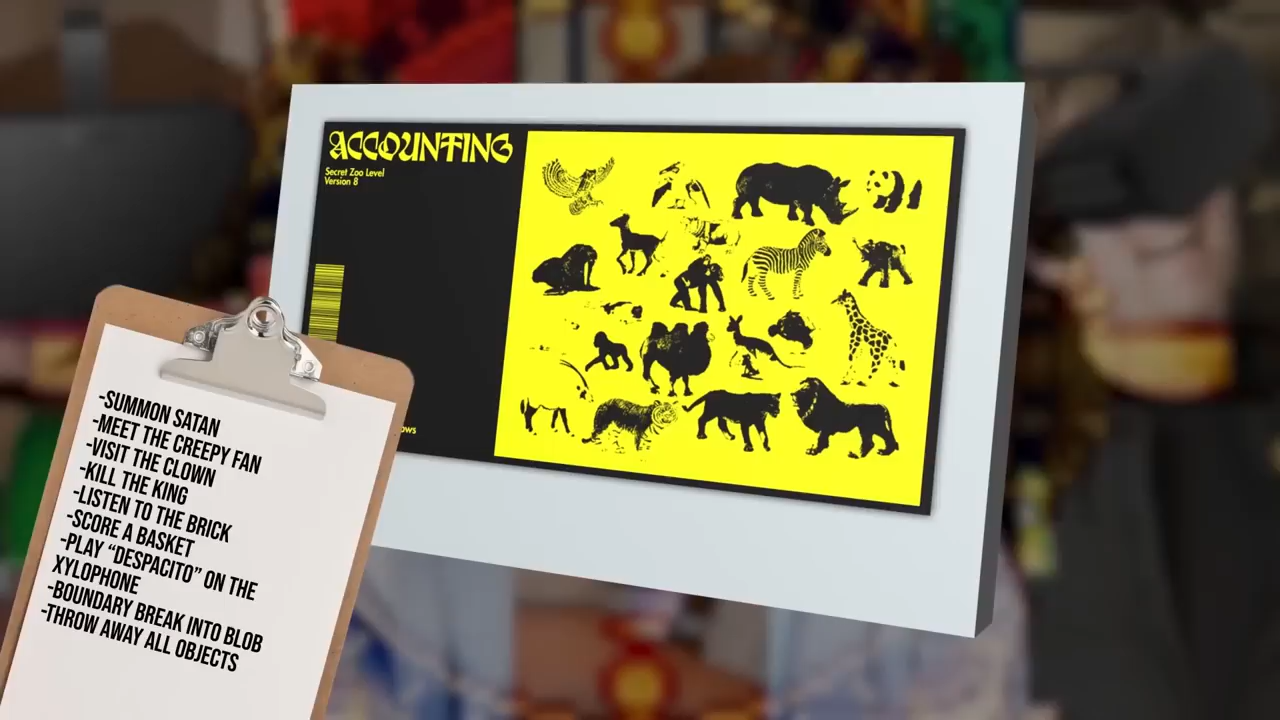 ACCOUNTING
Secret Zoo Level
Version 8
-SUMMON SATAN
-MEET THE CREEPY FAN
-VISIT THE CLOWN
-KILL THE KING
-LISTEN TO THE BRICK
-SCORE A BASKET
-PLAY “DESPACITO” ON THE
XYLOPHONE
-BOUNDARY BREAK INTO BLOB
-THROW AWAY ALL OBJECTS